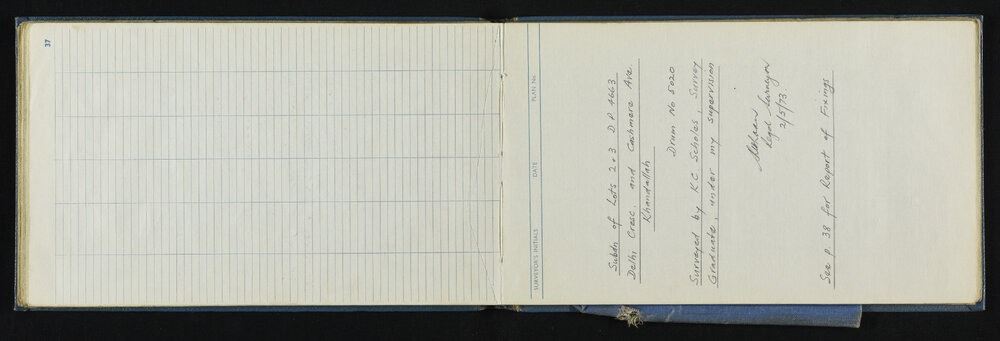 37
SURVEYOR'S INITIALS DATE PLAN No.
Subdn of Lots 2+3 D P 4663
Delhi Cresc. and Cashmere Ave.
Khandallah
Drum No 5020
Surveyed by K.C. Scholes, Survey
Graduate, under my supervision
Regd. Surveyor
2/5/73
See p. 38 for Report of Fixings